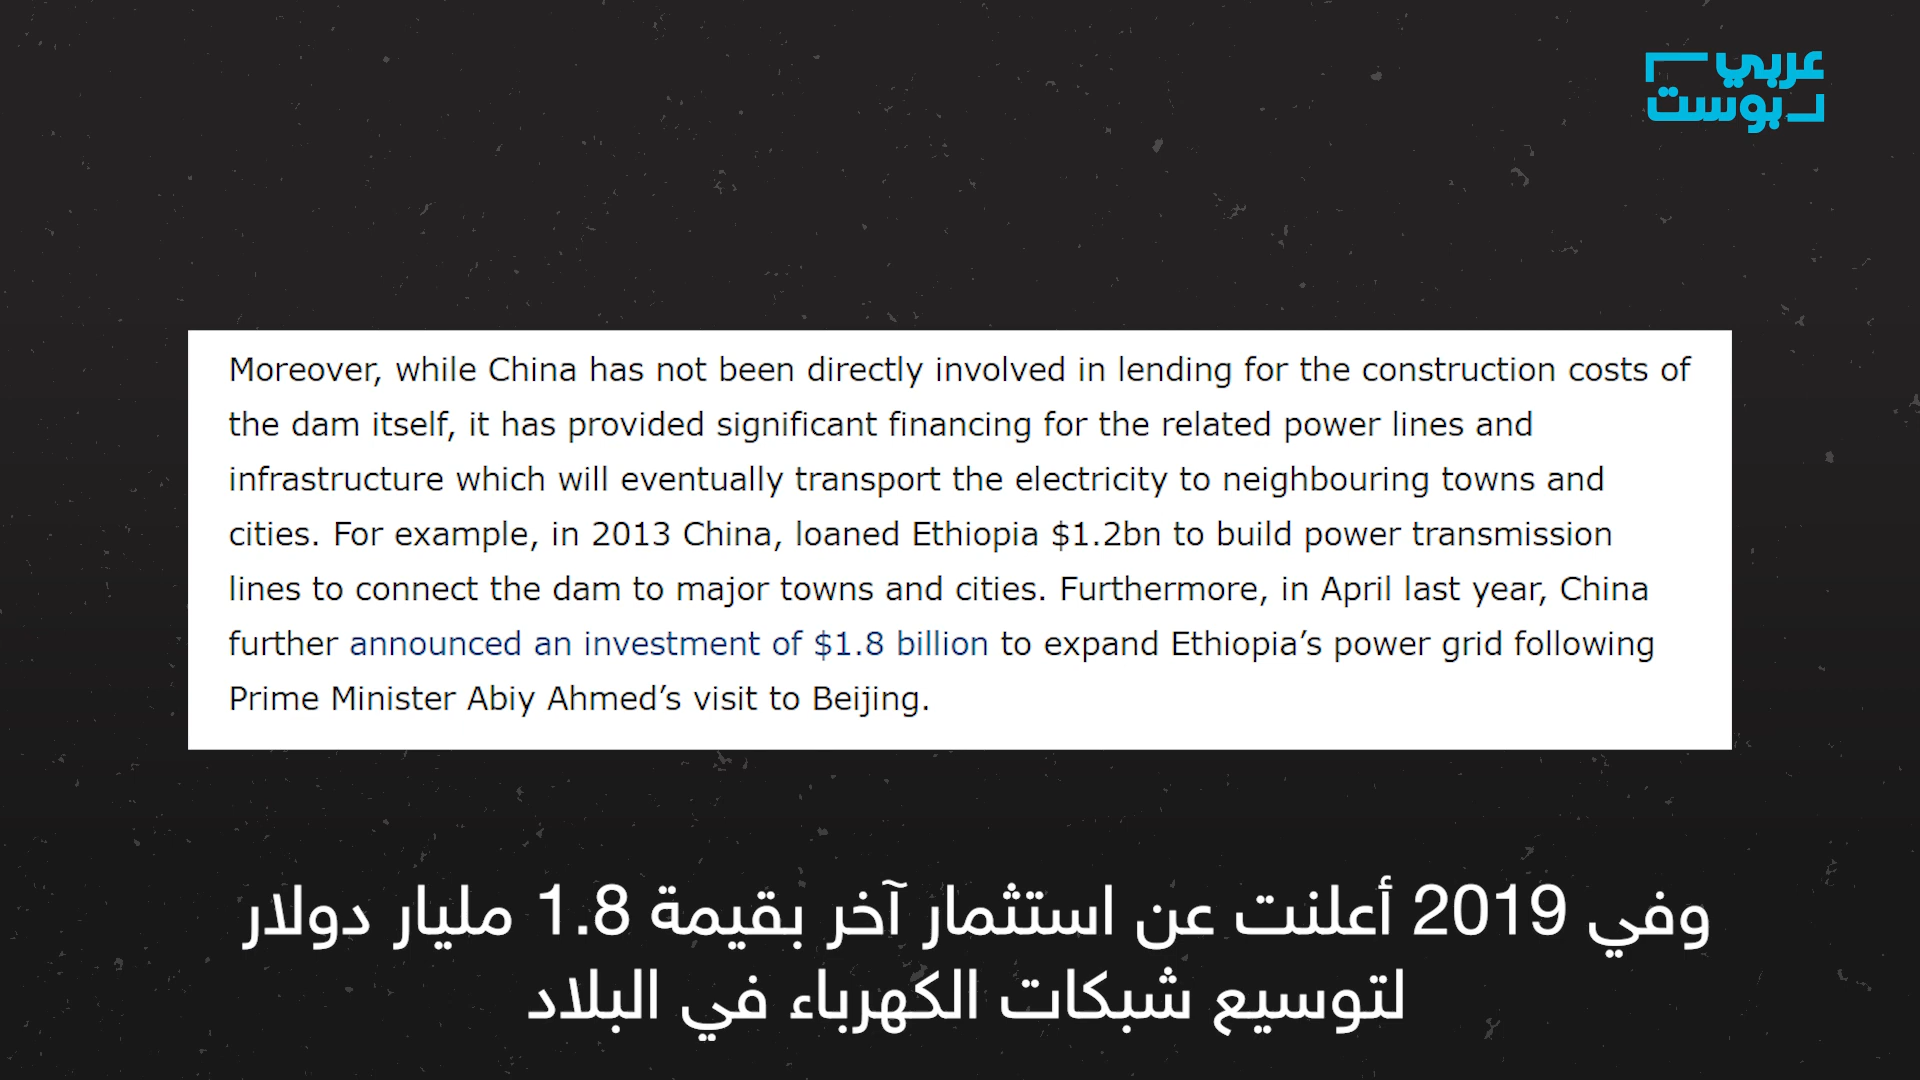 عربي
بوست
Moreover, while China has not been directly involved in lending for the construction costs of
the dam itself, it has provided significant financing for the related power lines and
infrastructure which will eventually transport the electricity to neighbouring towns and
cities. For example, in 2013 China, loaned Ethiopia $1.2bn to build power transmission
lines to connect the dam to major towns and cities. Furthermore, in April last year, China
further announced an investment of $1.8 billion to expand Ethiopia’s power grid following
Prime Minister Abiy Ahmed’s visit to Beijing.
وفي 2019 أعلنت عن استثمار آخر بقيمة 1.8 مليار دولار
لتوسيع شبكات الكهرباء في البلاد